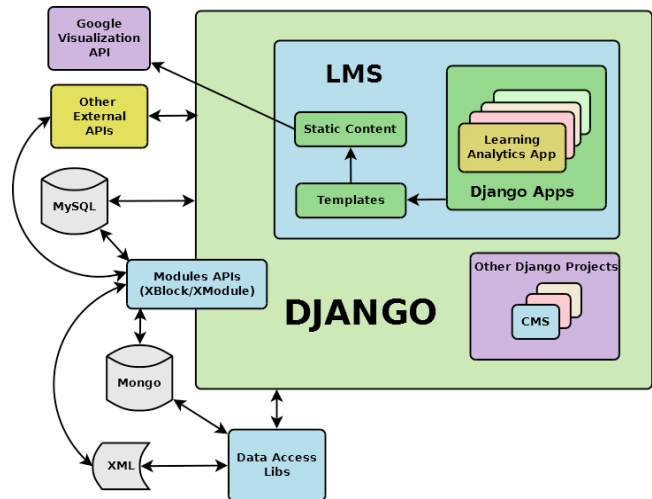 Google
Visualization
API
LMS
Other
External
APIs
Static Content
Learning
Analytics App
Django Apps
Templates
MySQL
Modules APIs
(XBlock/XModule)
Other Django Projects
CMS
DJANGO
Mongo
Data Access
Libs
XML